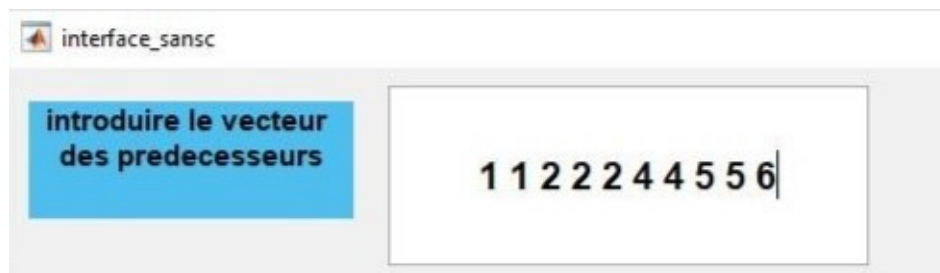 interface_sansc
introduire le vecteur
des predecesseurs
1 1 2 2 2 4 4 5 5 6